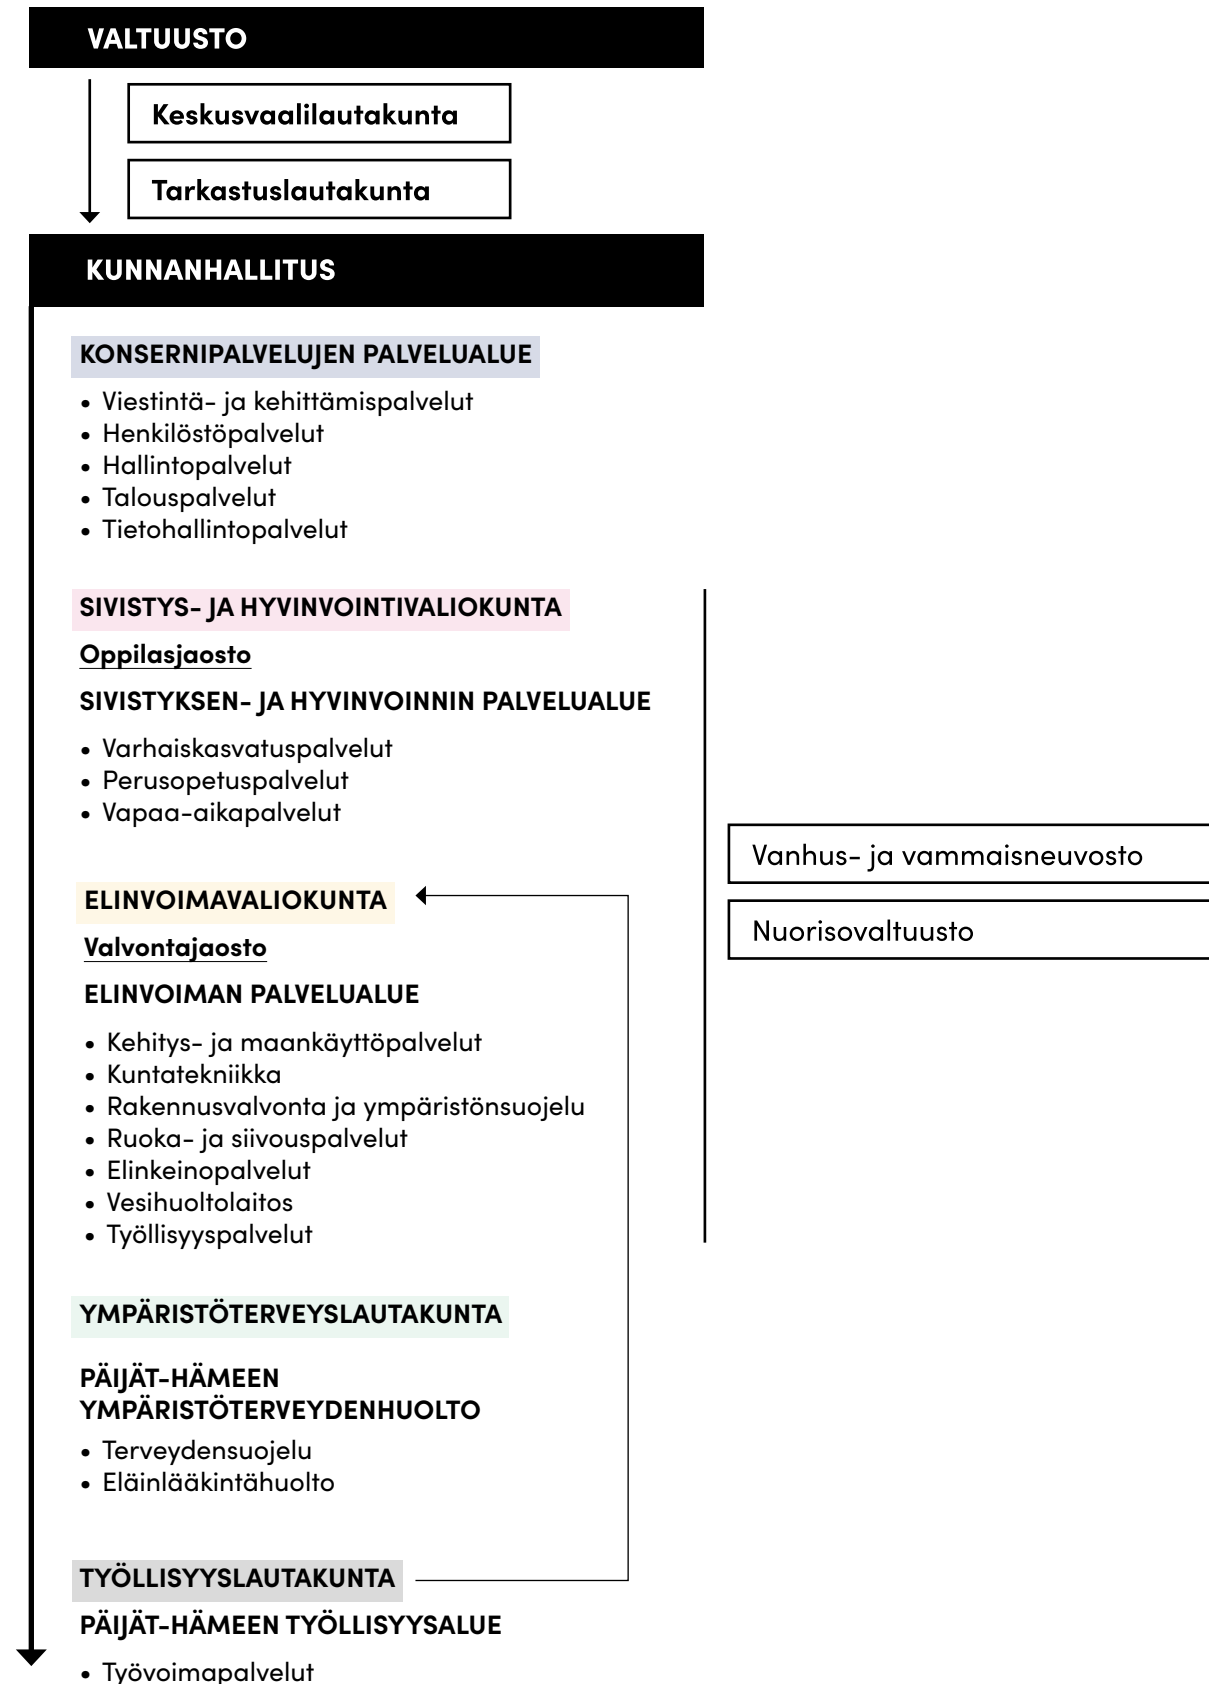 VALTUUSTO
Keskusvaalilautakunta
Tarkastuslautakunta
KUNNANHALLITUS
KONSERNIPALVELUJEN PALVELUALUE
• Viestintä- ja kehittämispalvelut
• Henkilöstöpalvelut
• Hallintopalvelut
• Talouspalvelut
• Tietohallintopalvelut
SIVISTYS- JA HYVINVOINTIVALIOKUNTA
Oppilasjaosto
SIVISTYKSEN- JA HYVINVOINNIN PALVELUALUE
• Varhaiskasvatuspalvelut
• Perusopetuspalvelut
• Vapaa-aikapalvelut
Vanhus- ja vammaisneuvosto
Nuorisovaltuusto
ELINVOIMAVALIOKUNTA
Valvontajaosto
ELINVOIMAN PALVELUALUE
• Kehitys- ja maankäyttöpalvelut
• Kuntatekniikka
• Rakennusvalvonta ja ympäristönsuojelu
• Ruoka- ja siivouspalvelut
• Elinkeinopalvelut
• Vesihuoltolaitos
• Työllisyyspalvelut
YMPÄRISTÖTERVEYSLAUTAKUNTA
PÄIJÄT-HÄMEEN
YMPÄRISTÖTERVEYDENHUOLTO
• Terveydensuojelu
• Eläinlääkintähuolto
TYÖLLISYYSLAUTAKUNTA
PÄIJÄT-HÄMEEN TYÖLLISYYSALUE
• Työvoimapalvelut